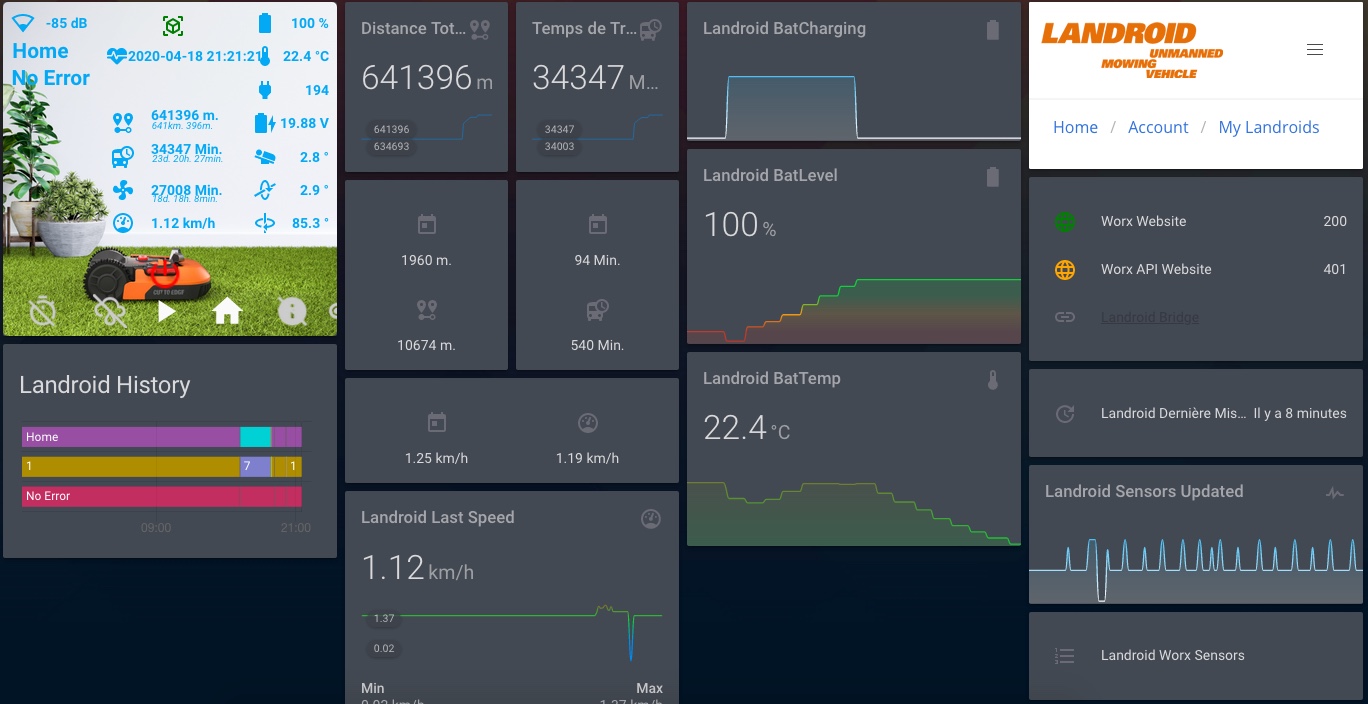 -85 dB
100 %
Home
2020-04-18 21:21:21
22.4 °C
No Error
194
641396 m.
641km. 396m.
19.88 V
34347 Min.
23d. 20h. 27min.
2.8 °
27008 Min.
18d. 18h. 8min.
2.9 °
1.12 km/h
85.3 °
CUT TO EDGE
Landroid History
Home
1
7
1
No Error
09:00
21:00
Distance Tot...
641396 m
641396
634693
Temps de Tr...
34347 M...
34347
34003
1960 m.
10674 m.
94 Min.
540 Min.
1.25 km/h
1.19 km/h
Landroid Last Speed
1.12 km/h
1.37
0.02
Min
Max
Landroid BatCharging
Landroid BatLevel
100 %
Landroid BatTemp
22.4 °C
LANDROID
UNMANNED
MOWING
VEHICLE
Home / Account / My Landroids
Worx Website 200
Worx API Website 401
Landroid Bridge
Landroid Dernière Mis... Il y a 8 minutes
Landroid Sensors Updated
Landroid Worx Sensors